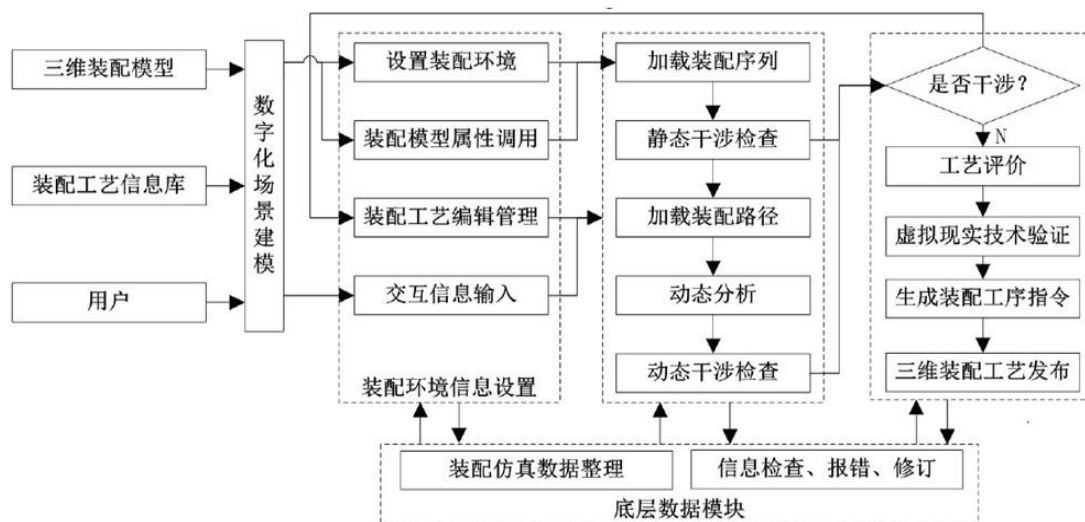 三维装配模型
装配工艺信息库
用户
数字化场景建模
设置装配环境
装配模型属性调用
装配工艺编辑管理
交互信息输入
装配环境信息设置
加载装配序列
静态干涉检查
加载装配路径
动态分析
动态干涉检查
是否干涉？
N
工艺评价
虚拟现实技术验证
生成装配工序指令
三维装配工艺发布
装配仿真数据整理
信息检查、报错、修订
底层数据模块